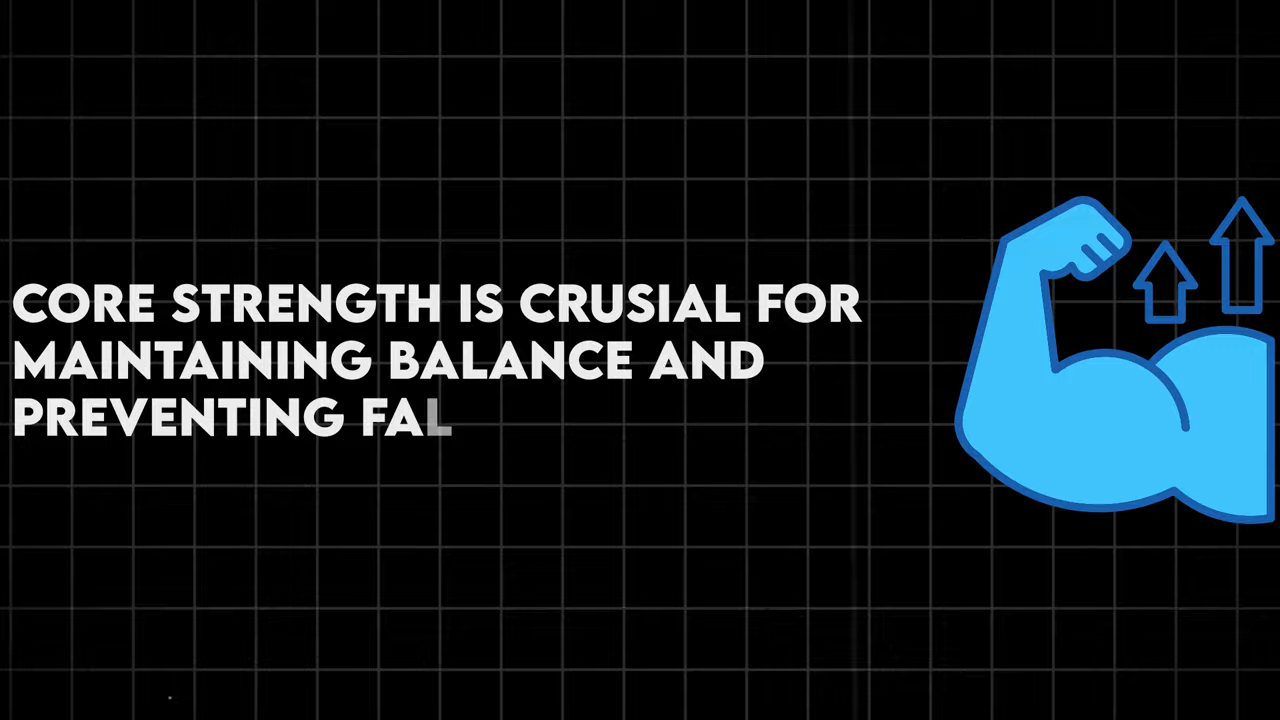 CORE STRENGTH IS CRUSIAL FOR
MAINTAINING BALANCE AND
PREVENTING FAL